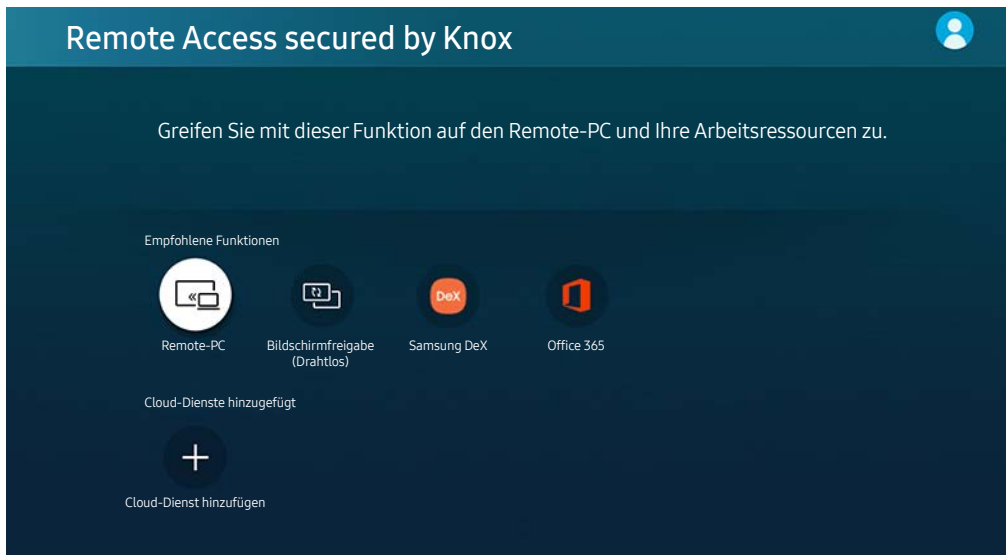 Remote Access secured by Knox
Greifen Sie mit dieser Funktion auf den Remote-PC und Ihre Arbeitsressourcen zu.
Empfohlene Funktionen
DeX
Remote-PC
Bildschirmfreigabe
(Drahtlos)
Samsung DeX
Office 365
Cloud-Dienste hinzugefügt
Cloud-Dienst hinzufügen